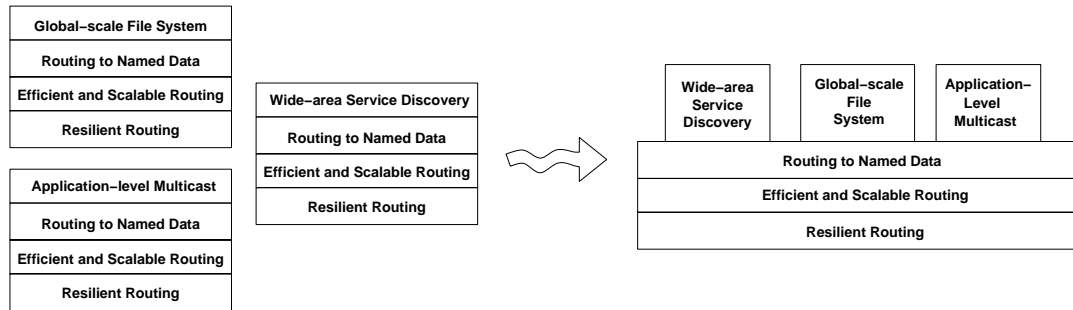 Global–scale File System
Routing to Named Data
Efficient and Scalable Routing
Resilient Routing
Application–level Multicast
Routing to Named Data
Efficient and Scalable Routing
Resilient Routing
Wide–area Service Discovery
Routing to Named Data
Efficient and Scalable Routing
Resilient Routing
Wide–area
Service
Discovery
Global–scale
File
System
Application–
Level
Multicast
Routing to Named Data
Efficient and Scalable Routing
Resilient Routing